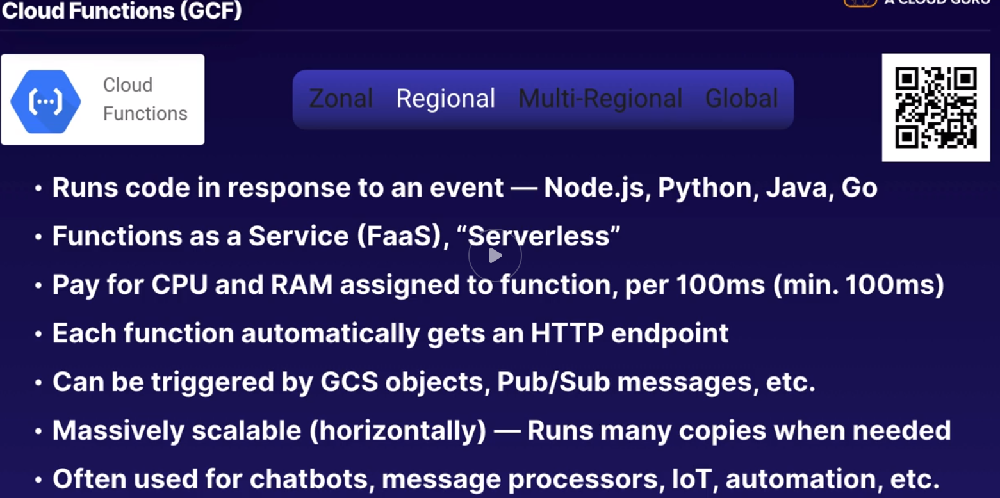 Cloud Functions (GCF)
A CLOUD GURU
Cloud
Functions
Zonal Regional Multi-Regional Global
• Runs code in response to an event — Node.js, Python, Java, Go
• Functions as a Service (FaaS), “Serverless”
• Pay for CPU and RAM assigned to function, per 100ms (min. 100ms)
• Each function automatically gets an HTTP endpoint
• Can be triggered by GCS objects, Pub/Sub messages, etc.
• Massively scalable (horizontally) — Runs many copies when needed
• Often used for chatbots, message processors, IoT, automation, etc.